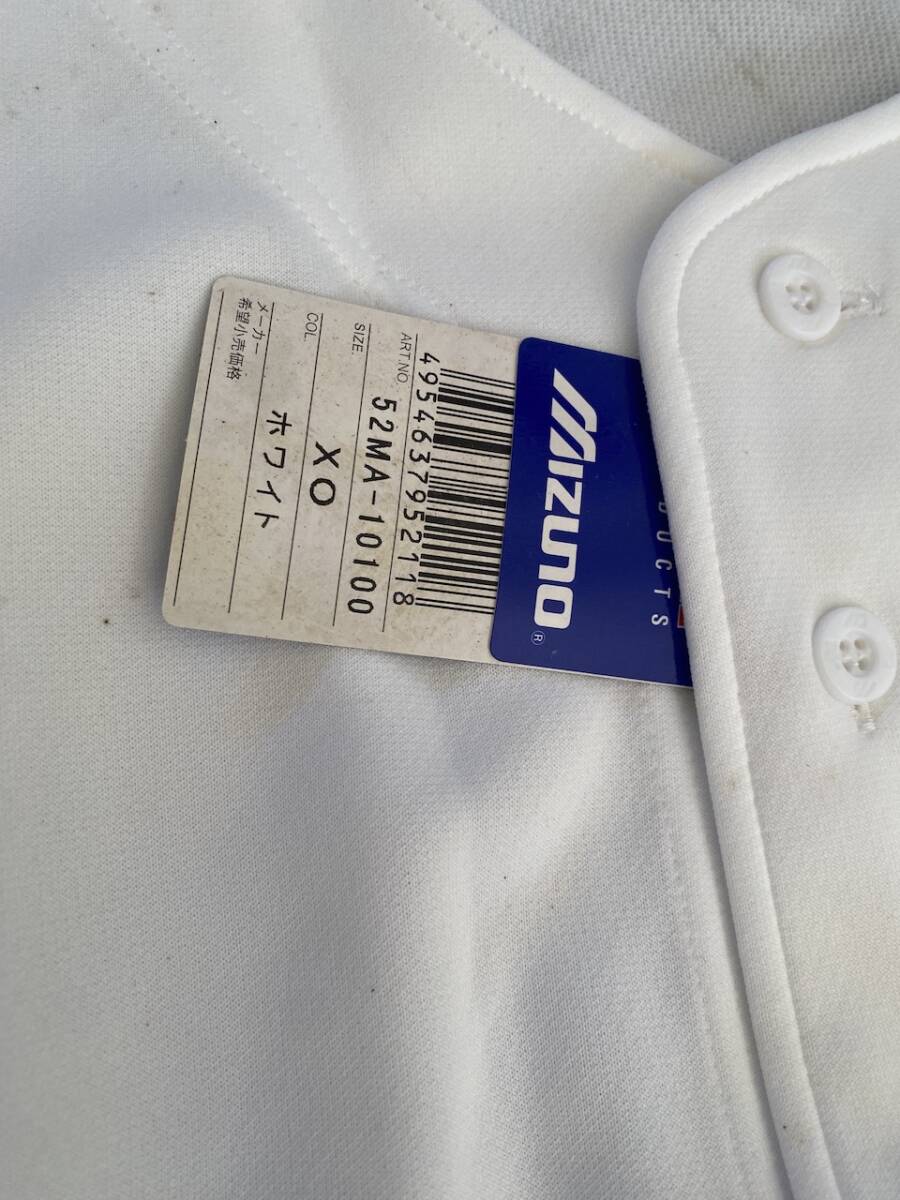 MIZUNO®
DUCTS
4954637952118
ART.NO. 52MA-10100
SIZE. XO
COL. ホワイト
メーカー
希望小売価格